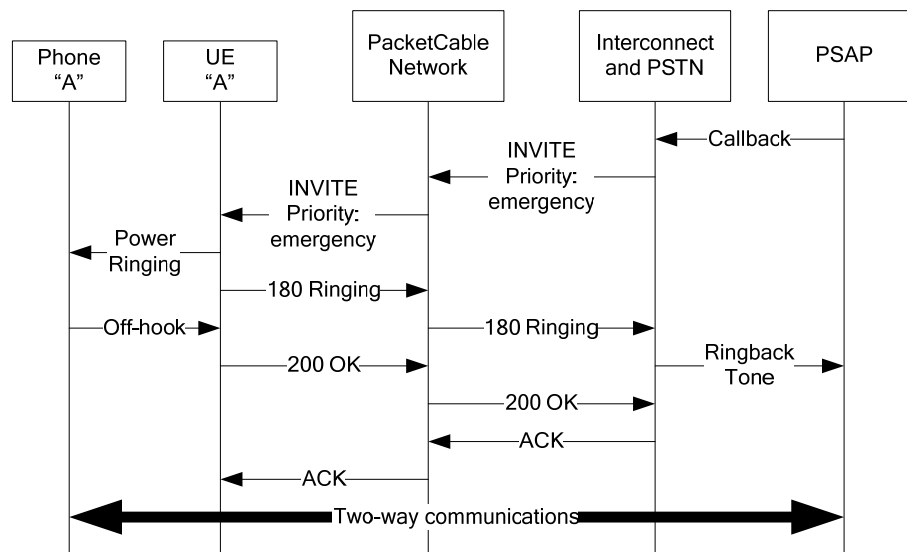 Phone
“A”
UE
“A”
PacketCable
Network
Interconnect
and PSTN
PSAP
Callback
INVITE
Priority:
emergency
INVITE
Priority:
emergency
Power
Ringing
180 Ringing
Off-hook
180 Ringing
200 OK
Ringback
Tone
200 OK
ACK
ACK
Two-way communications